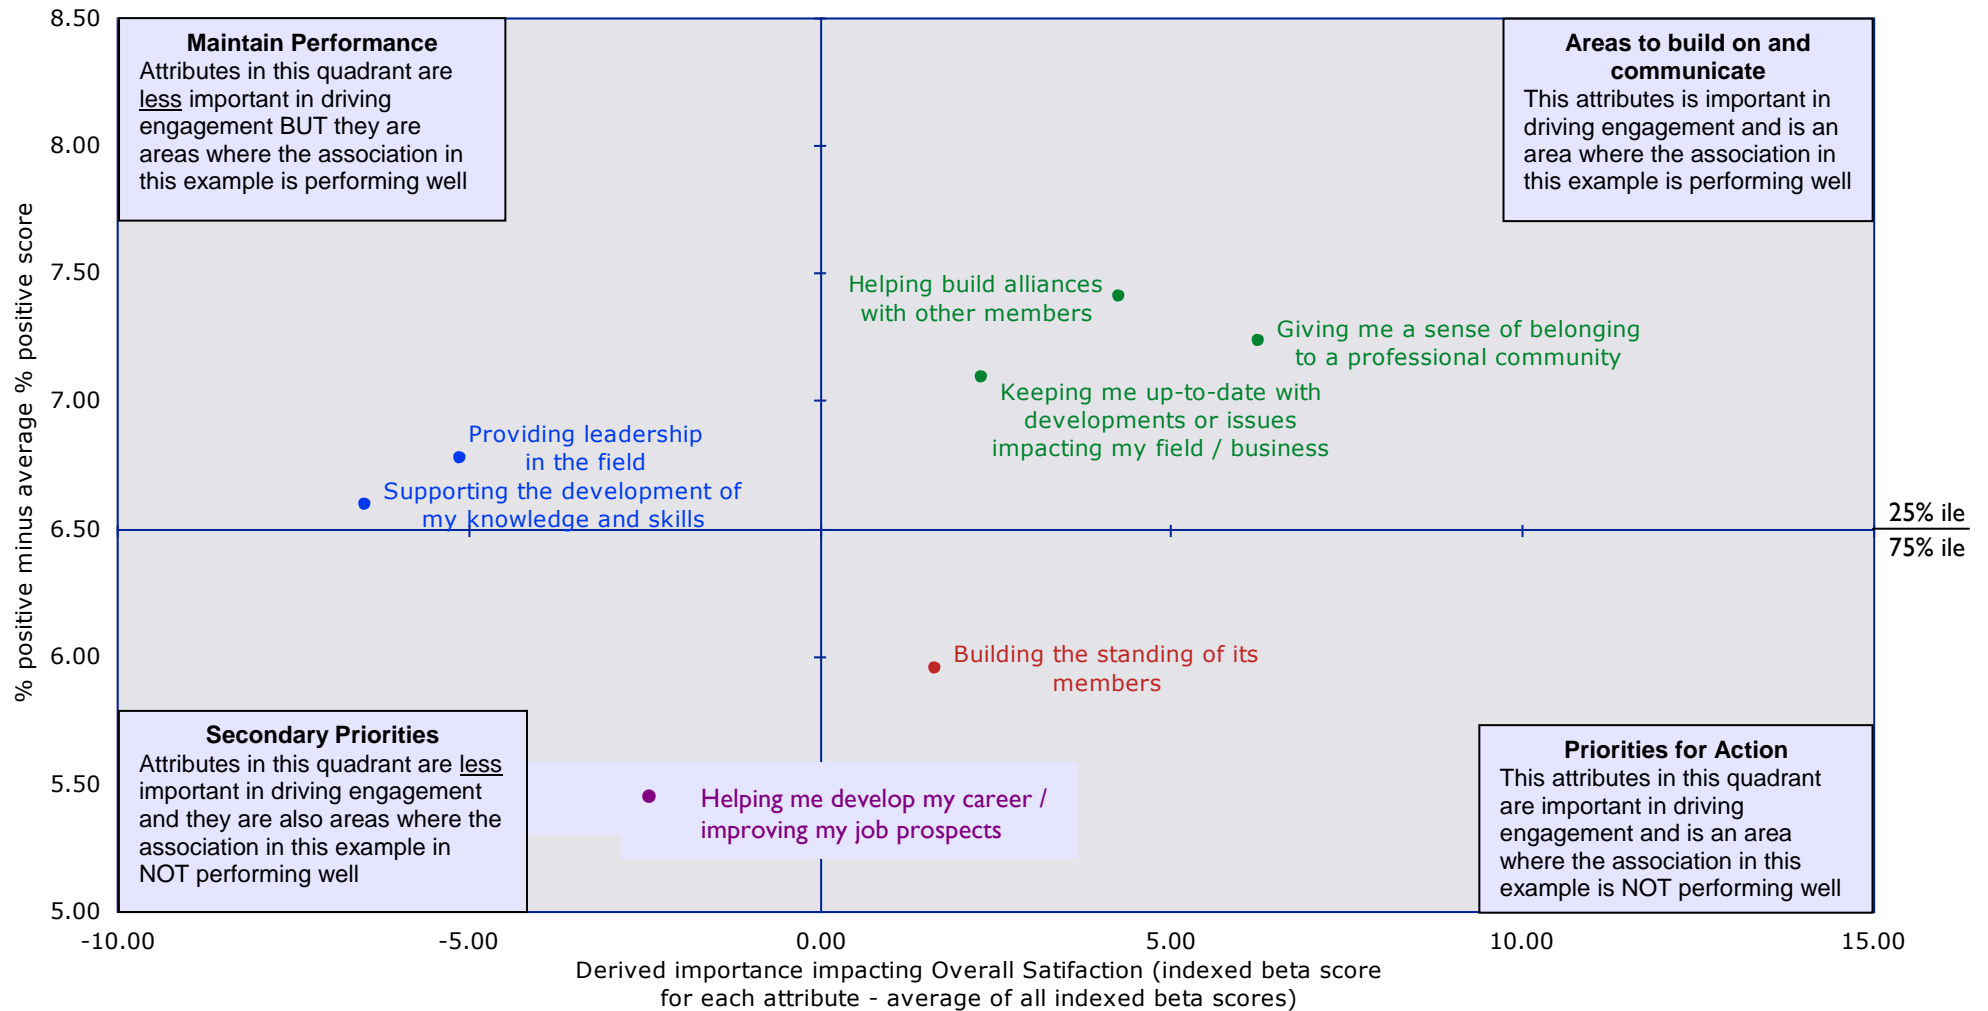 8.50
Maintain Performance
Attributes in this quadrant are
less important in driving
engagement BUT they are
areas where the association in
this example is performing well
Areas to build on and
communicate
This attributes is important in
driving engagement and is an
area where the association in
this example is performing well
8.00
7.50
7.00
6.50
6.00
5.50
5.00
% positive minus average % positive score
Helping build alliances
with other members
Giving me a sense of belonging
to a professional community
Keeping me up-to-date with
developments or issues
impacting my field / business
Providing leadership
in the field
Supporting the development of
my knowledge and skills
25% ile
75% ile
Building the standing of its
members
Secondary Priorities
Attributes in this quadrant are less
important in driving engagement
and they are also areas where the
association in this example in
NOT performing well
Helping me develop my career /
improving my job prospects
Priorities for Action
This attributes in this quadrant
are important in driving
engagement and is an area
where the association in this
example is NOT performing well
-10.00
-5.00
0.00
5.00
10.00
15.00
Derived importance impacting Overall Satifaction (indexed beta score
for each attribute - average of all indexed beta scores)